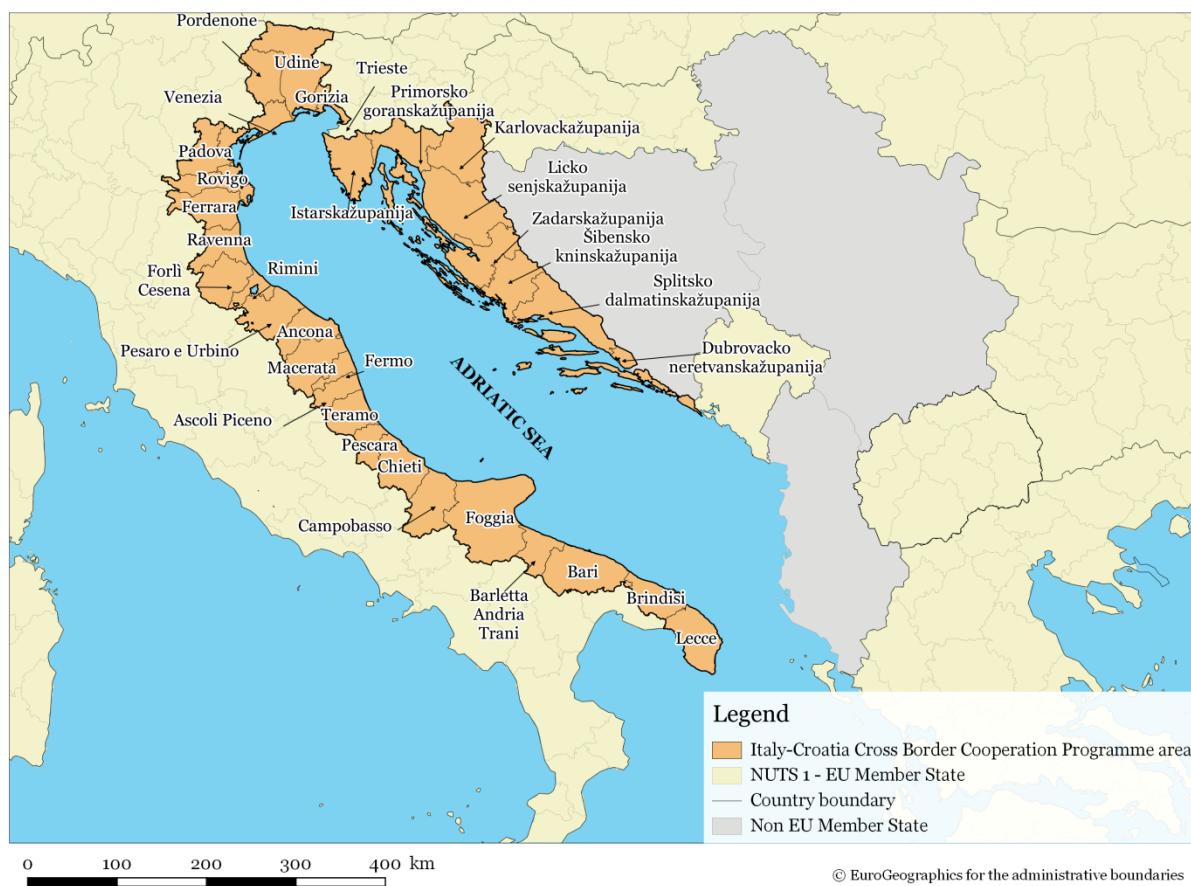 Pordenone
Udine
Trieste
Venezia
Gorizia
Primorsko
goranskažupanija
Karlovackažupanija
Padova
Rovigo
Licko
senjskažupanija
Ferrara
Istarskažupanija
Zadarskažupanija
Ravenna
Šibensko
kninskažupanija
Forlì
Cesena
Rimini
Splitsko
dalmatinskažupanija
Ancona
Pesaro e Urbino
Macerata
Fermo
Dubrovacko
neretvanskažupanija
ADRIATIC SEA
Ascoli Piceno
Teramo
Pescara
Chieti
Campobasso
Foggia
Bari
Barletta
Andria
Trani
Brindisi
Lecce
Legend
Italy-Croatia Cross Border Cooperation Programme area
NUTS 1 - EU Member State
Country boundary
Non EU Member State
0 100 200 300 400 km
© EuroGeographics for the administrative boundaries